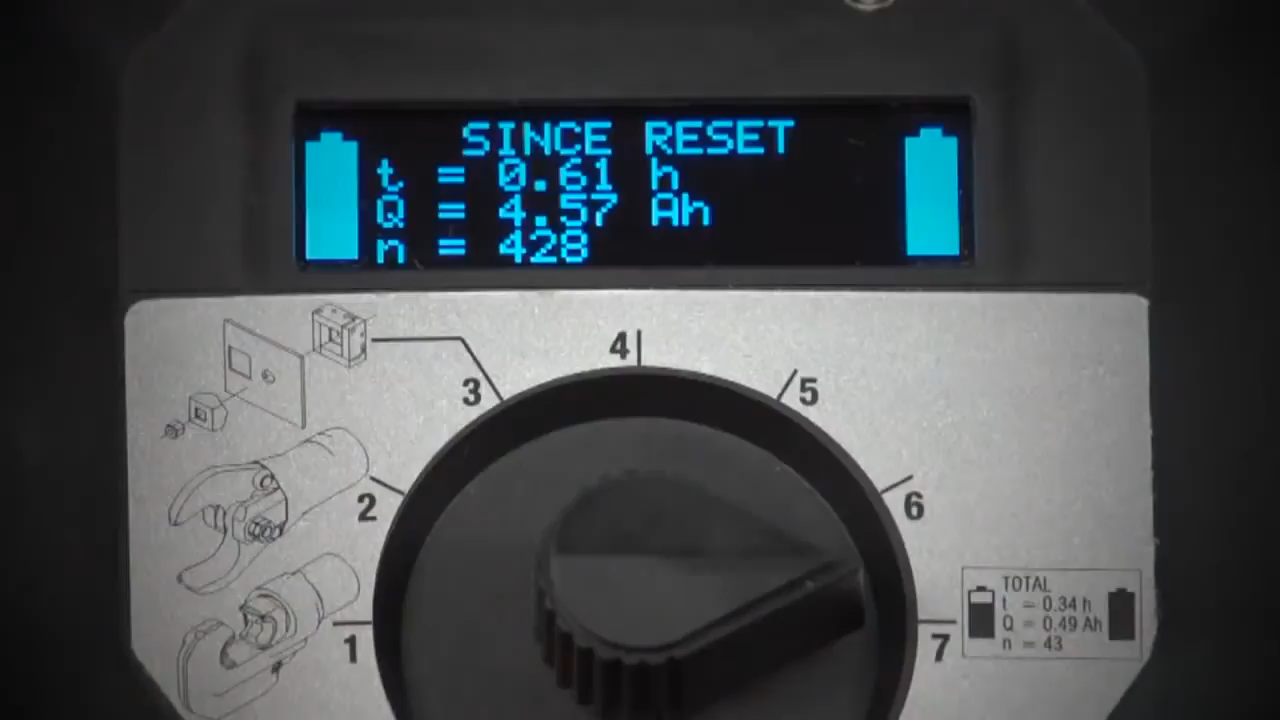 SINCE RESET
t = 0.61 h
Q = 4.57 Ah
n = 428
4
3
5
2
6
1
7
TOTAL
t = 0.34 h
Q = 0.49 Ah
n = 43